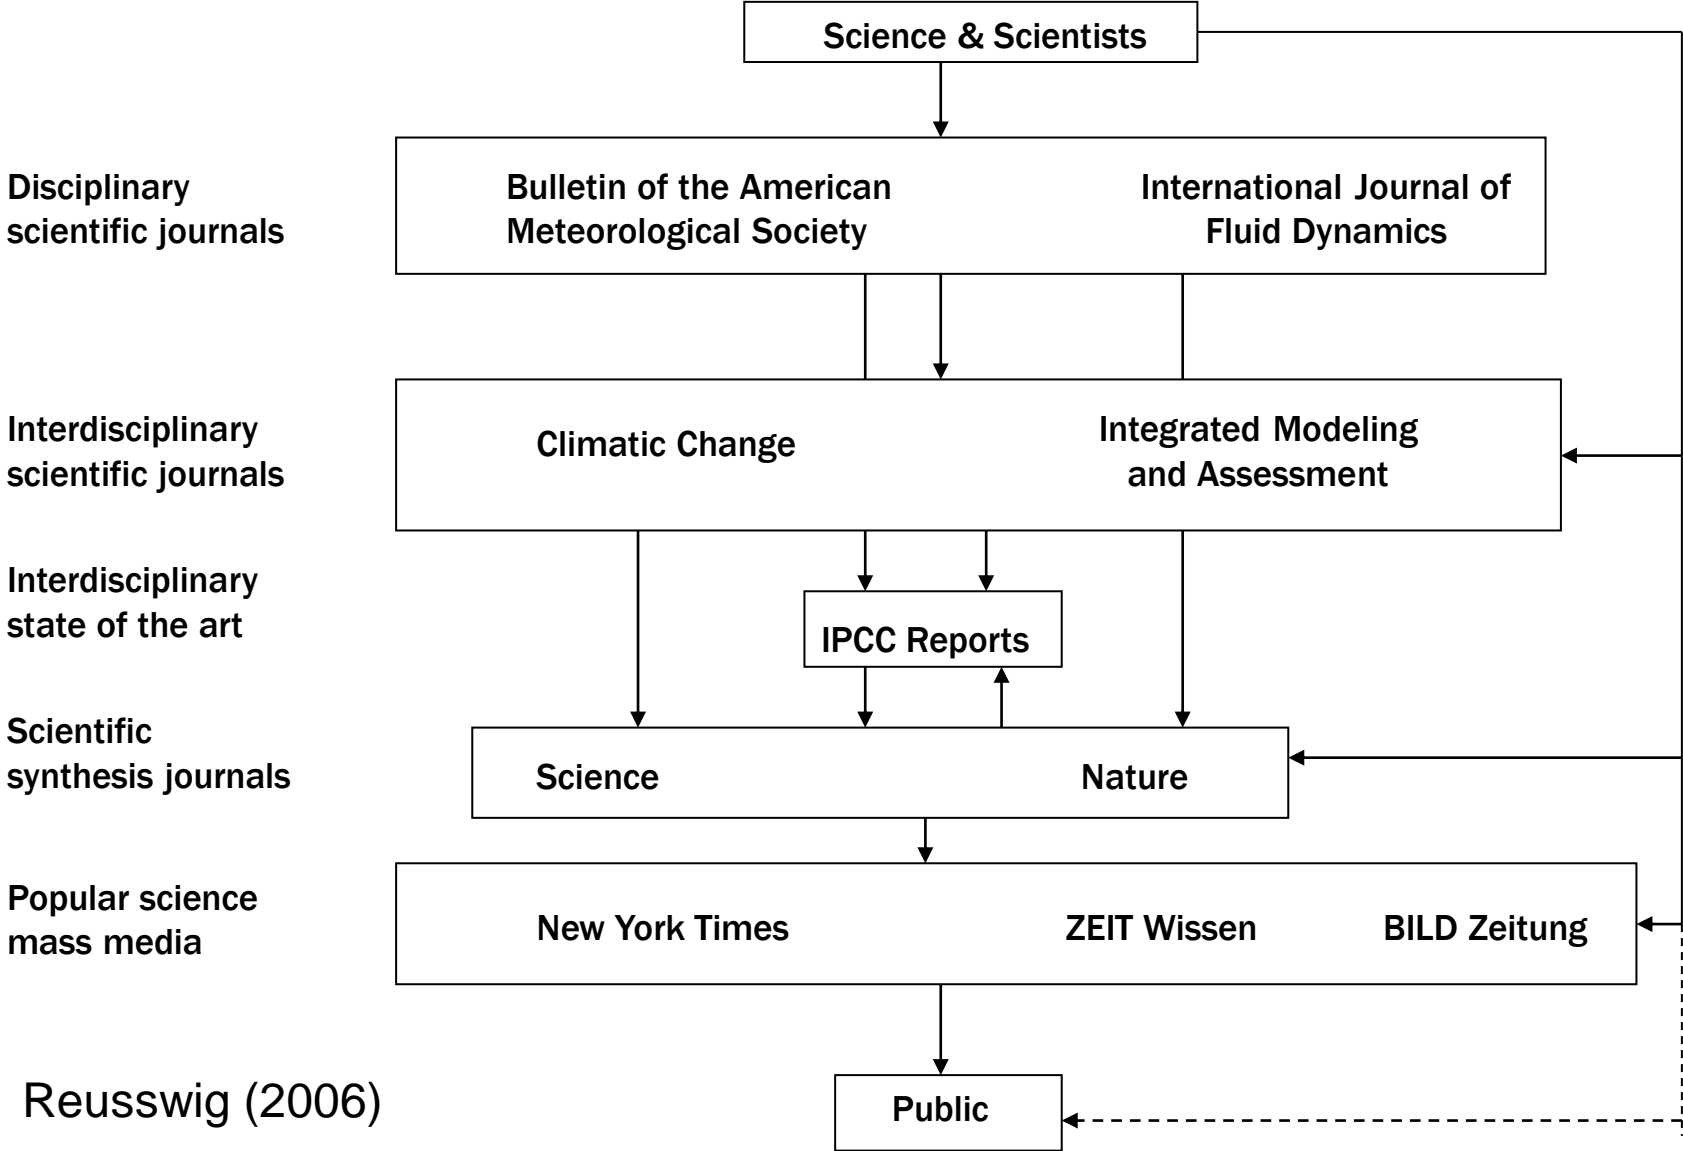 Science & Scientists
Disciplinary
scientific journals
Bulletin of the American
Meteorological Society
International Journal of
Fluid Dynamics
Interdisciplinary
scientific journals
Climatic Change
Integrated Modeling
and Assessment
Interdisciplinary
state of the art
IPCC Reports
Scientific
synthesis journals
Science
Nature
Popular science
mass media
New York Times
ZEIT Wissen
BILD Zeitung
Reusswig (2006)
Public